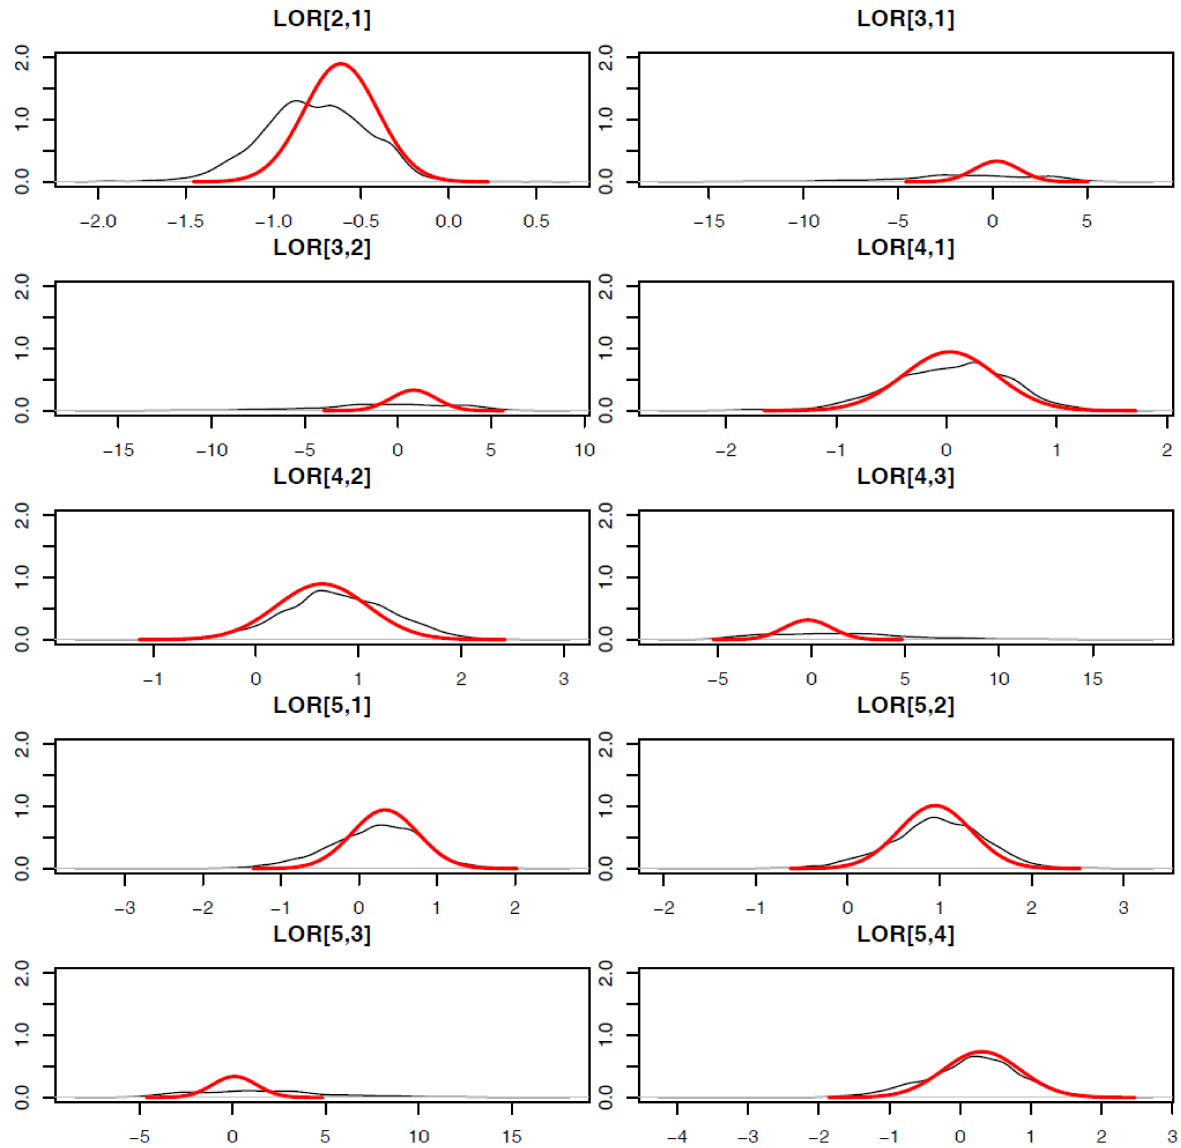 LOR[2,1] LOR[3,1]
0.0 1.0 2.0 0.0 1.0 2.0
−2.0 −1.5 −1.0 −0.5 0.0 0.5 −15 −10 −5 0 5
LOR[3,2] LOR[4,1]
0.0 1.0 2.0 0.0 1.0 2.0
−15 −10 −5 0 5 10 −2 −1 0 1 2
LOR[4,2] LOR[4,3]
0.0 1.0 2.0 0.0 1.0 2.0
−1 0 1 2 3 −5 0 5 10 15
LOR[5,1] LOR[5,2]
0.0 1.0 2.0 0.0 1.0 2.0
−3 −2 −1 0 1 2 −2 −1 0 1 2 3
LOR[5,3] LOR[5,4]
0.0 1.0 2.0 0.0 1.0 2.0
−5 0 5 10 15 −4 −3 −2 −1 0 1 2 3